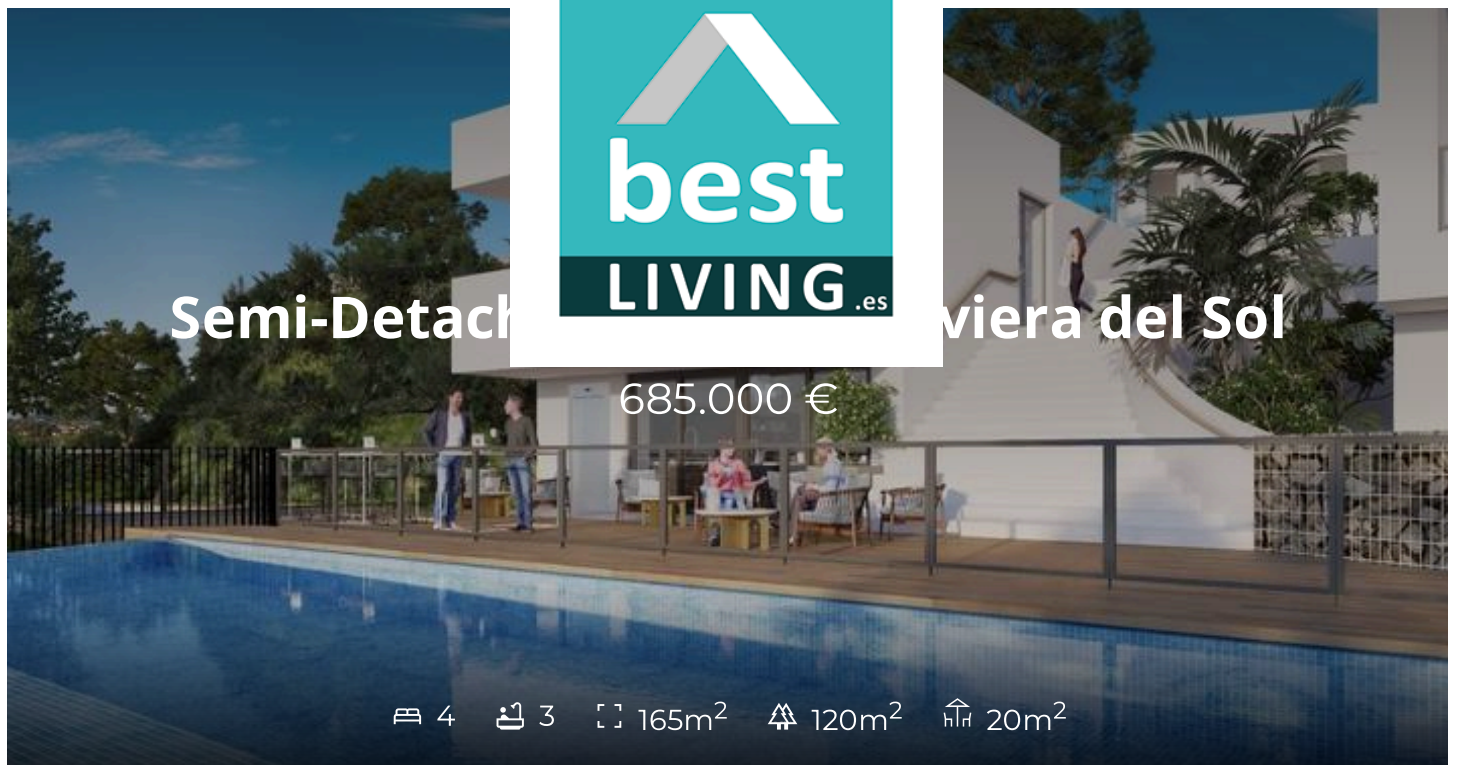 best
LIVING.es
Semi-Detach viera del Sol
685.000 €
4 3 165m² 120m² 20m²